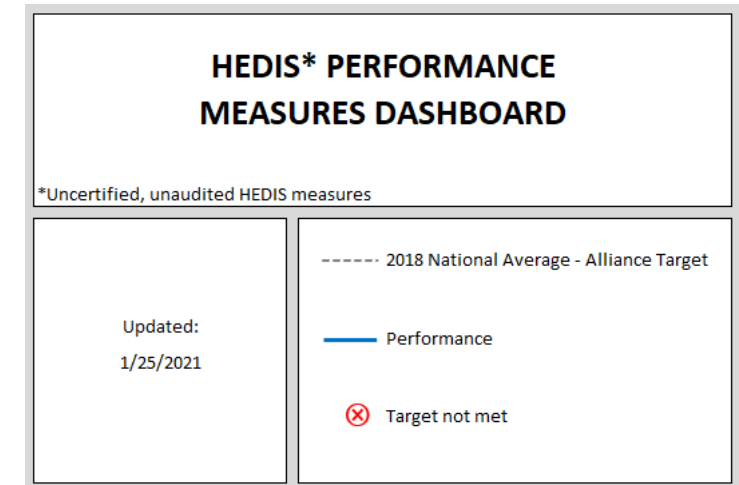 HEDIS* PERFORMANCE
MEASURES DASHBOARD
*Uncertified, unaudited HEDIS measures
Updated:
1/25/2021
2018 National Average - Alliance Target
Performance
Target not met